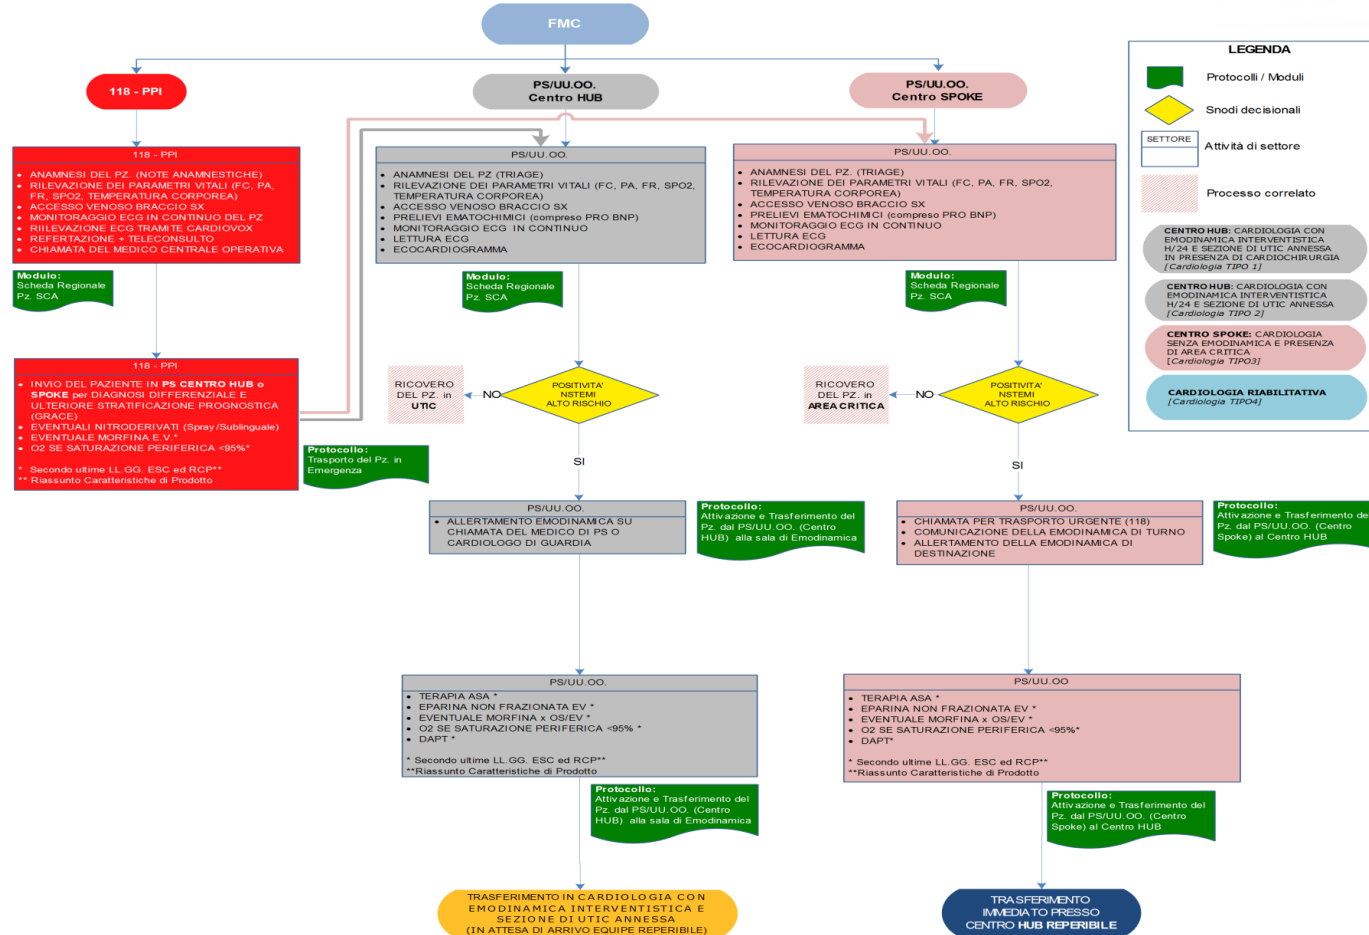 FMC
118 - PPI
PS/UU.OO.
Centro HUB
PS/UU.OO.
Centro SPOKE
118 - PPI
• ANAMNESI DEL PZ. (NOTE ANAMNESTICHE)
• RILEVAZIONE DEI PARAMETRI VITALI (FC, PA,
FR, SPO2, TEMPERATURA CORPOREA)
• ACCESSO VENOSO BRACCIO SX
• MONITORAGGIO ECG IN CONTINUO DEL PZ
• RIILEVAZIONE ECG TRAMITE CARDIOVOX
• REFERTAZIONE + TELECONSULTO
• CHIAMATA DEL MEDICO CENTRALE OPERATIVA
Modulo:
Scheda Regionale
Pz. SCA
118 - PPI
• INVIO DEL PAZIENTE IN PS CENTRO HUB o
SPOKE per DIAGNOSI DIFFERENZIALE E
ULTERIORE STRATIFICAZIONE PROGNOSTICA
(GRACE)
• EVENTUALI NITRODERIVATI (Spray/Sublinguale)
• EVENTUALE MORFINA E.V.*
• O2 SE SATURAZIONE PERIFERICA <95%*
* Secondo ultime LL.GG. ESC ed RCP**
** Riassunto Caratteristiche di Prodotto
Protocollo:
Trasporto del Pz. in
Emergenza
PS/UU.OO.
• ANAMNESI DEL PZ (TRIAGE)
• RILEVAZIONE DEI PARAMETRI VITALI (FC, PA, FR, SPO2,
TEMPERATURA CORPOREA)
• ACCESSO VENOSO BRACCIO SX
• PRELIEVI EMATOCHIMICI (compreso PRO BNP)
• MONITORAGGIO ECG IN CONTINUO
• LETTURA ECG
• ECOCARDIOGRAMMA
Modulo:
Scheda Regionale
Pz. SCA
POSITIVITA'
NSTEMI
ALTO RISCHIO
NO
RICOVERO
DEL PZ. in
UTIC
SI
PS/UU.OO.
• ALLERTAMENTO EMODINAMICA SU
CHIAMATA DEL MEDICO DI PS O
CARDIOLOGO DI GUARDIA
Protocollo:
Attivazione e Trasferimento del
Pz. dal PS/UU.OO. (Centro
HUB) alla sala di Emodinamica
PS/UU.OO.
• TERAPIA ASA *
• EPARINA NON FRAZIONATA EV *
• EVENTUALE MORFINA x OS/EV *
• O2 SE SATURAZIONE PERIFERICA <95% *
• DAPT *
* Secondo ultime LL.GG. ESC ed RCP**
**Riassunto Caratteristiche di Prodotto
Protocollo:
Attivazione e Trasferimento del
Pz. dal PS/UU.OO. (Centro
HUB) alla sala di Emodinamica
TRASFERIMENTO IN CARDIOLOGIA CON
EMODINAMICA INTERVENTISTICA E
SEZIONE DI UTIC ANNESSA
(IN ATTESA DI ARRIVO EQUIPE REPERIBILE)
PS/UU.OO.
• ANAMNESI DEL PZ (TRIAGE)
• RILEVAZIONE DEI PARAMETRI VITALI (FC, PA, FR, SPO2,
TEMPERATURA CORPOREA)
• ACCESSO VENOSO BRACCIO SX
• PRELIEVI EMATOCHIMICI (compreso PRO BNP)
• MONITORAGGIO ECG IN CONTINUO
• LETTURA ECG
• ECOCARDIOGRAMMA
Modulo:
Scheda Regionale
Pz. SCA
POSITIVITA'
NSTEMI
ALTO RISCHIO
NO
RICOVERO
DEL PZ. in
AREA CRITICA
SI
PS/UU.OO.
• CHIAMATA PER TRASPORTO URGENTE (118)
• COMUNICAZIONE DELLA EMODINAMICA DI TURNO
• ALLERTAMENTO DELLA EMODINAMICA DI
DESTINAZIONE
Protocollo:
Attivazione e Trasferimento de
Pz. dal PS/UU.OO. (Centro
Spoke) al Centro HUB
PS/UU.OO
• TERAPIA ASA *
• EPARINA NON FRAZIONATA EV *
• EVENTUALE MORFINA x OS/EV *
• O2 SE SATURAZIONE PERIFERICA <95%*
• DAPT*
* Secondo ultime LL.GG. ESC ed RCP**
**Riassunto Caratteristiche di Prodotto
Protocollo:
Attivazione e Trasferimento del
Pz. dal PS/UU.OO. (Centro
Spoke) al Centro HUB
TRASFERIMENTO
IMMEDIATO PRESSO
CENTRO HUB REPERIBILE
LEGENDA
Protocolli / Moduli
Snodi decisionali
SETTORE
Attività di settore
Processo correlato
CENTRO HUB: CARDIOLOGIA CON
EMODINAMICA INTERVENTISTICA
H/24 E SEZIONE DI UTIC ANNESSA
IN PRESENZA DI CARDIOCHIRURGIA
[Cardiologia TIPO 1]
CENTRO HUB: CARDIOLOGIA CON
EMODINAMICA INTERVENTISTICA
H/24 E SEZIONE DI UTIC ANNESSA
[Cardiologia TIPO 2]
CENTRO SPOKE: CARDIOLOGIA
SENZA EMODINAMICA E PRESENZA
DI AREA CRITICA
[Cardiologia TIPO3]
CARDIOLOGIA RIABILITATIVA
[Cardiologia TIPO4]